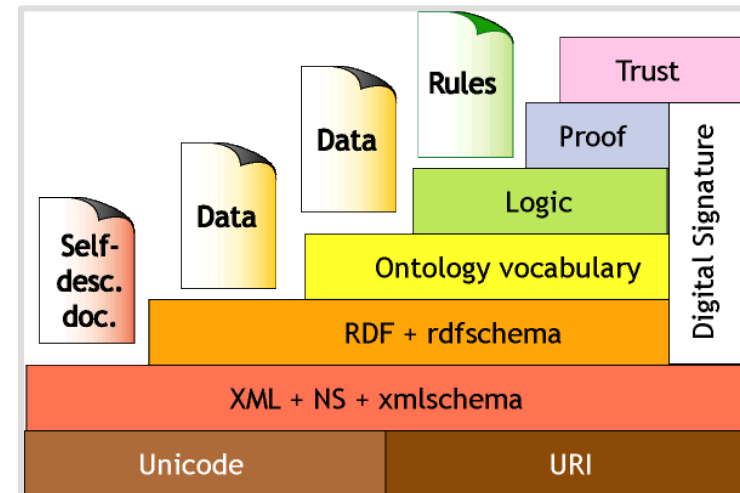 Rules
Trust
Data
Proof
Data
Logic
Self-
desc.
doc.
Ontology vocabulary
Digital Signature
RDF + rdfschema
XML + NS + xmlschema
Unicode
URI